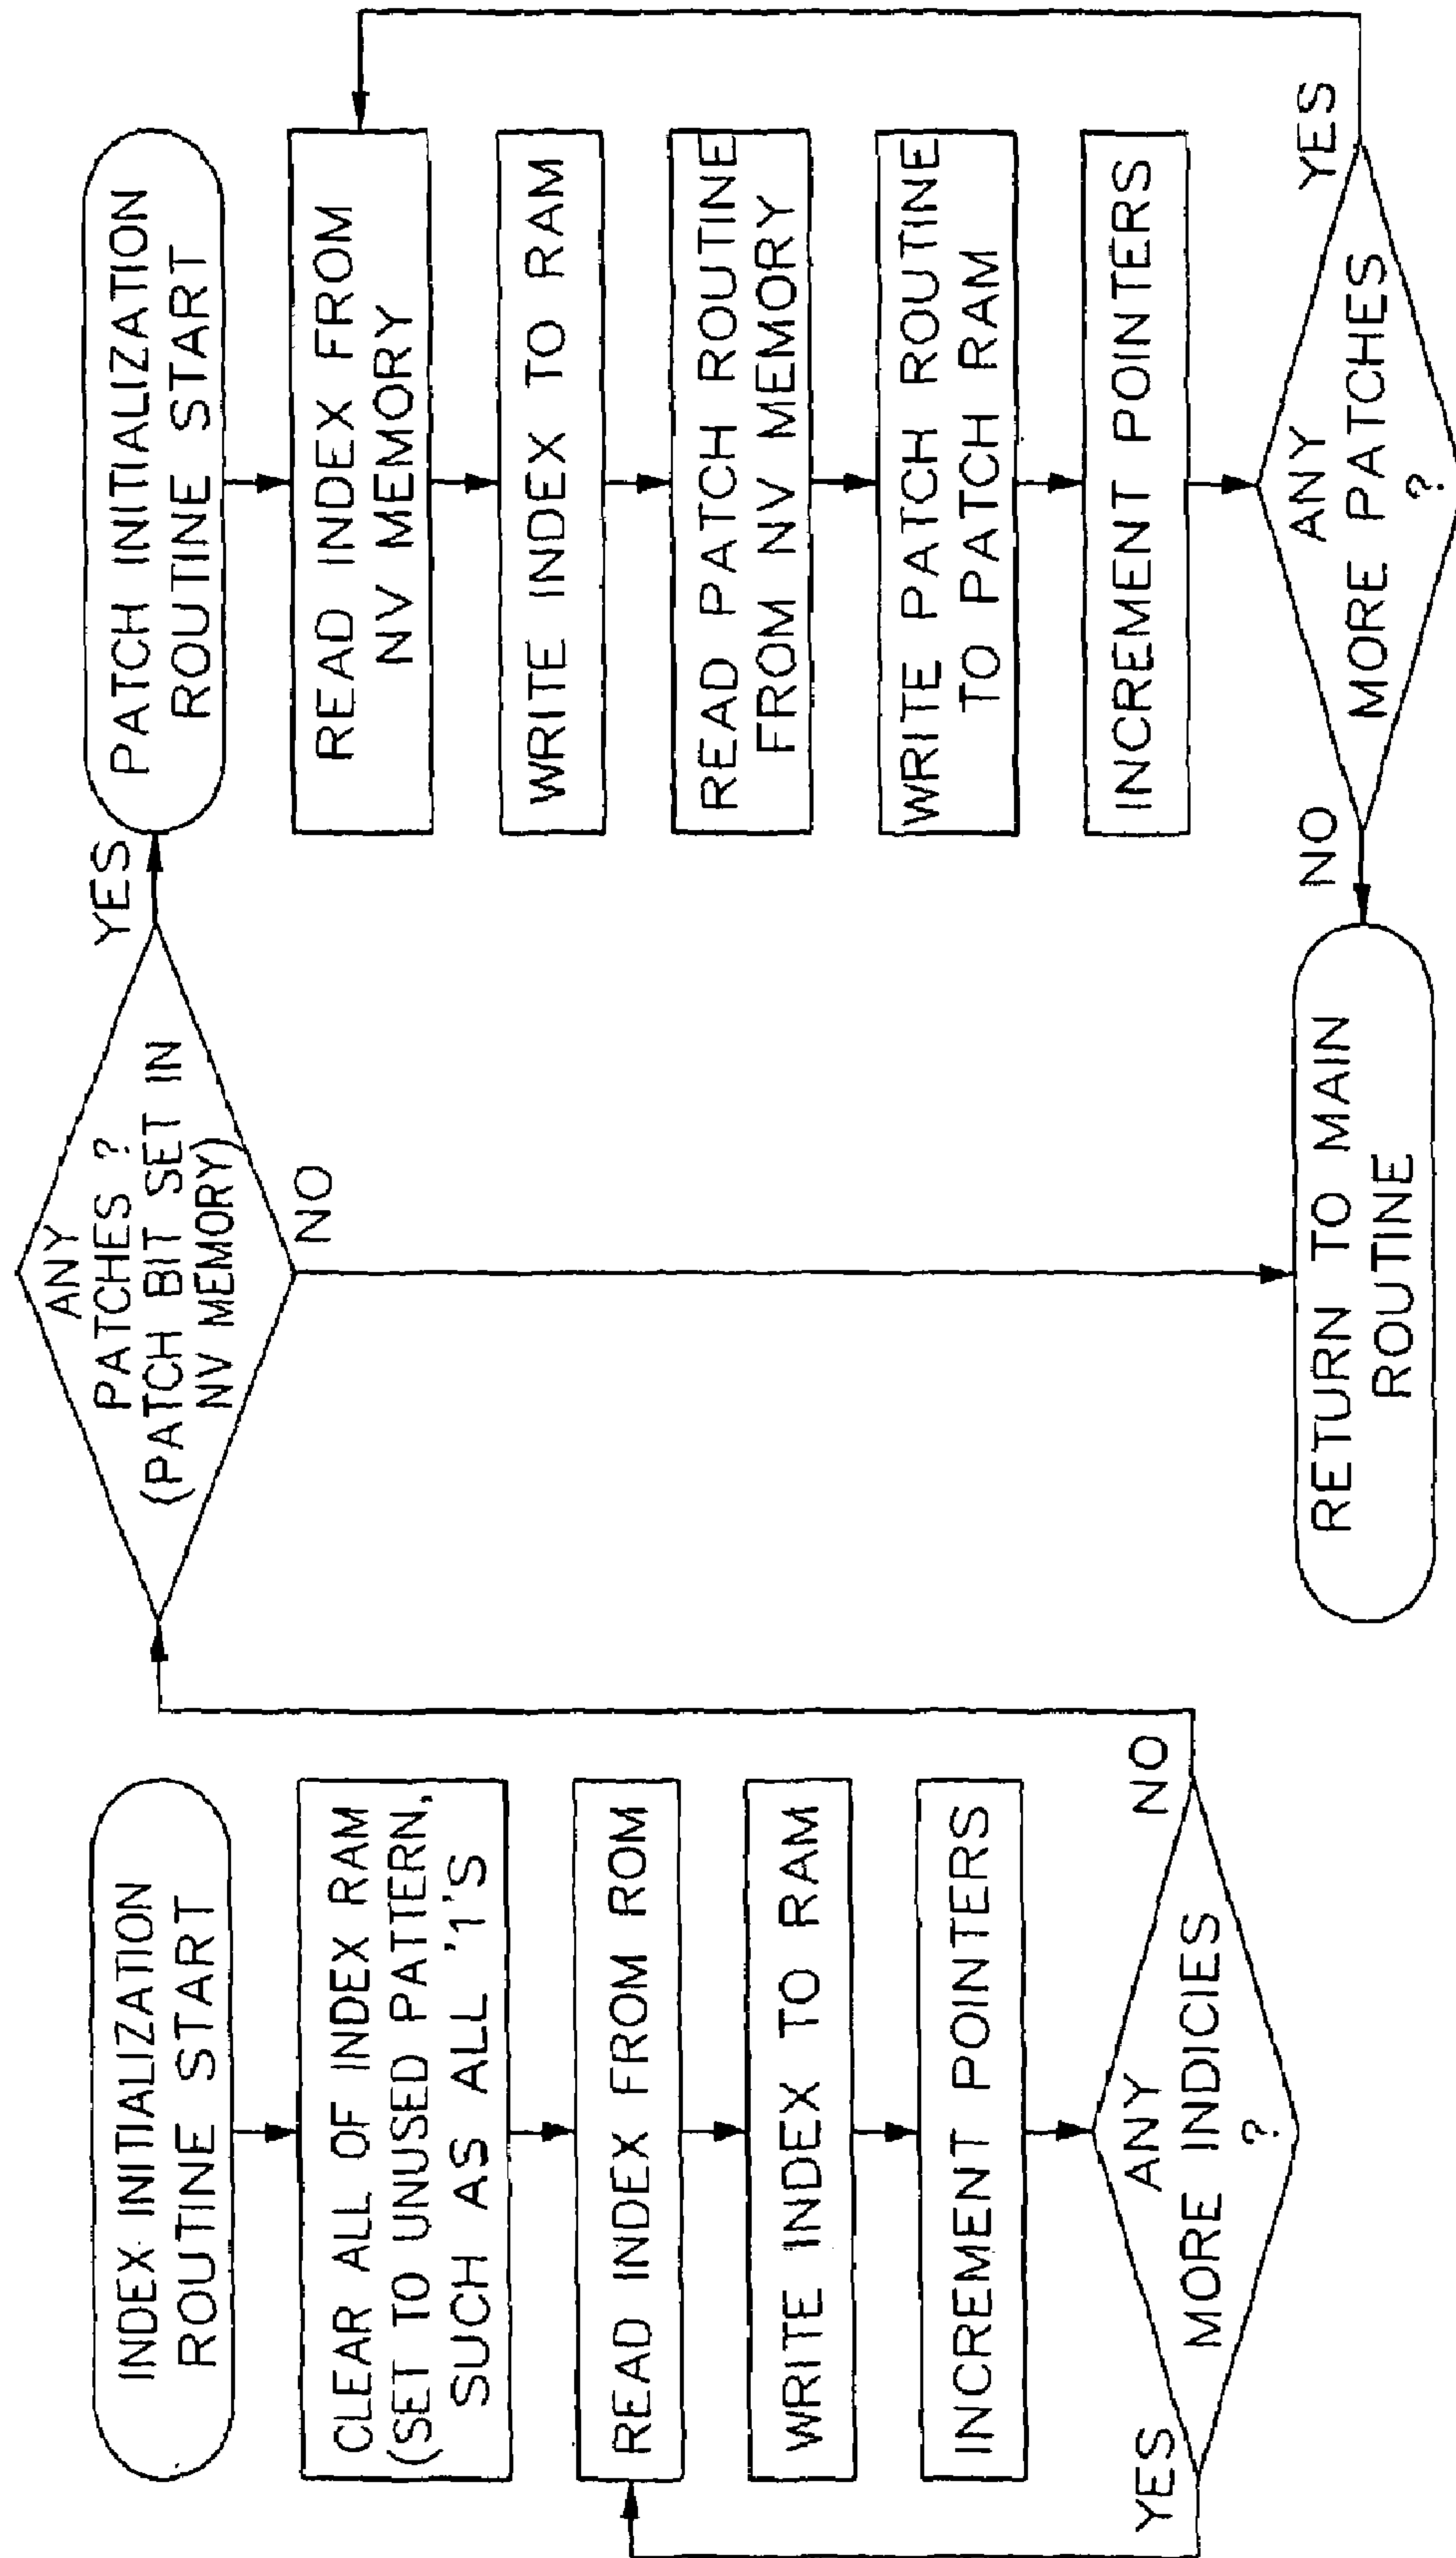 INDEX INITIALIZATION
ROUTINE START
CLEAR ALL OF INDEX RAM
(SET TO UNUSED PATTERN,
SUCH AS ALL '1'S
READ INDEX FROM ROM
WRITE INDEX TO RAM
INCREMENT POINTERS
ANY
MORE INDICIES
?
YES
NO
ANY
PATCHES ?
(PATCH BIT SET IN
NV MEMORY)
YES
NO
PATCH INITIALIZATION
ROUTINE START
READ INDEX FROM
NV MEMORY
WRITE INDEX TO RAM
READ PATCH ROUTINE
FROM NV MEMORY
WRITE PATCH ROUTINE
TO PATCH RAM
INCREMENT POINTERS
ANY
MORE PATCHES
?
NO
YES
RETURN TO MAIN
ROUTINE